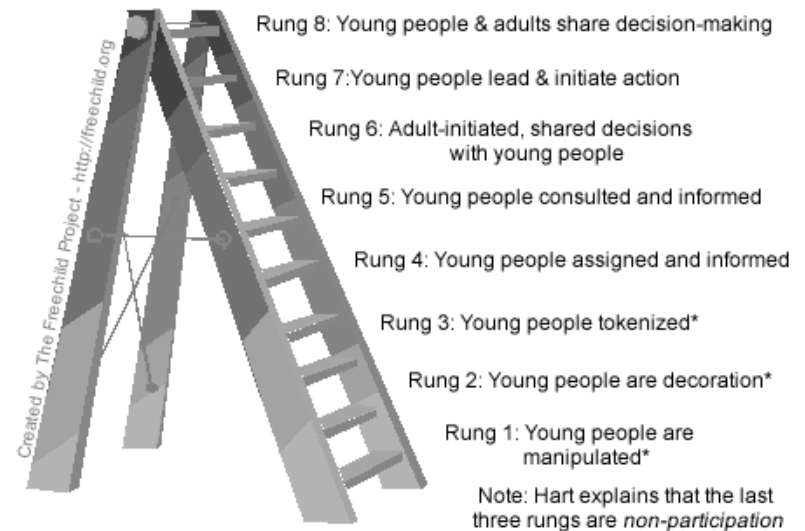 Rung 8: Young people & adults share decision-making
Rung 7:Young people lead & initiate action
Rung 6: Adult-initiated, shared decisions
with young people
Rung 5: Young people consulted and informed
Rung 4: Young people assigned and informed
Rung 3: Young people tokenized*
Rung 2: Young people are decoration*
Rung 1: Young people are
manipulated*
Note: Hart explains that the last
three rungs are non-participation
Created by The Freechild Project - http://freechild.org